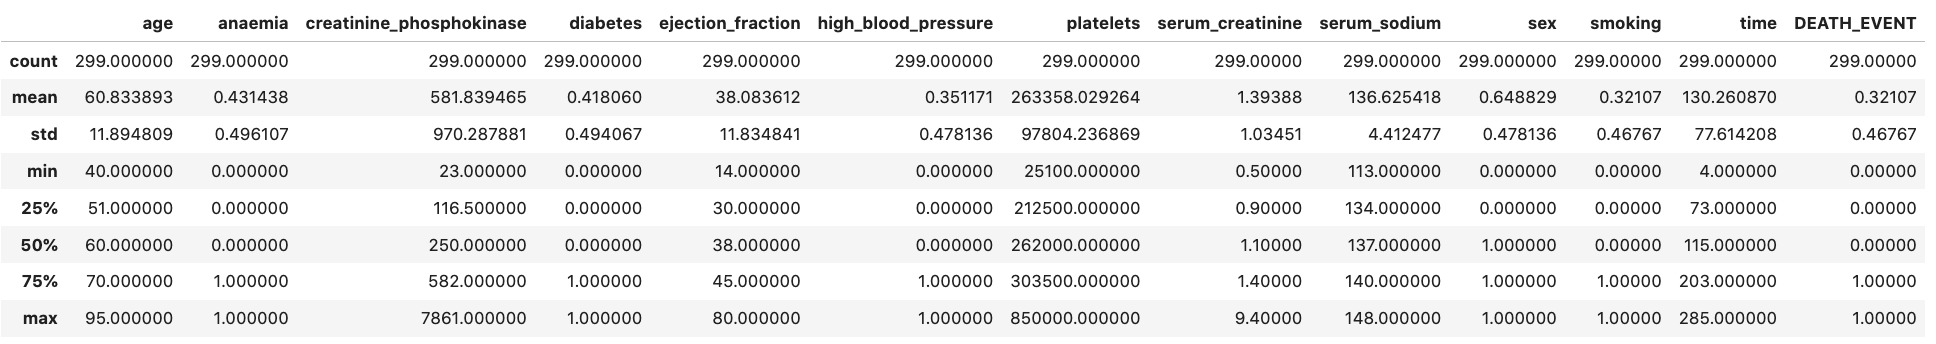 age anaemia creatinine_phosphokinase diabetes ejection_fraction high_blood_pressure platelets serum_creatinine serum_sodium sex smoking time DEATH_EVENT
count 299.000000 299.000000 299.000000 299.000000 299.000000 299.000000 299.000000 299.00000 299.000000 299.000000 299.00000 299.000000 299.00000
mean 60.833893 0.431438 581.839465 0.418060 38.083612 0.351171 263358.029264 1.39388 136.625418 0.648829 0.32107 130.260870 0.32107
std 11.894809 0.496107 970.287881 0.494067 11.834841 0.478136 97804.236869 1.03451 4.412477 0.478136 0.46767 77.614208 0.46767
min 40.000000 0.000000 23.000000 0.000000 14.000000 0.000000 25100.000000 0.50000 113.000000 0.000000 0.00000 4.000000 0.00000
25% 51.000000 0.000000 116.500000 0.000000 30.000000 0.000000 212500.000000 0.90000 134.000000 0.000000 0.00000 73.000000 0.00000
50% 60.000000 0.000000 250.000000 0.000000 38.000000 0.000000 262000.000000 1.10000 137.000000 1.000000 0.00000 115.000000 0.00000
75% 70.000000 1.000000 582.000000 1.000000 45.000000 1.000000 303500.000000 1.40000 140.000000 1.000000 1.00000 203.000000 1.00000
max 95.000000 1.000000 7861.000000 1.000000 80.000000 1.000000 850000.000000 9.40000 148.000000 1.000000 1.00000 285.000000 1.00000